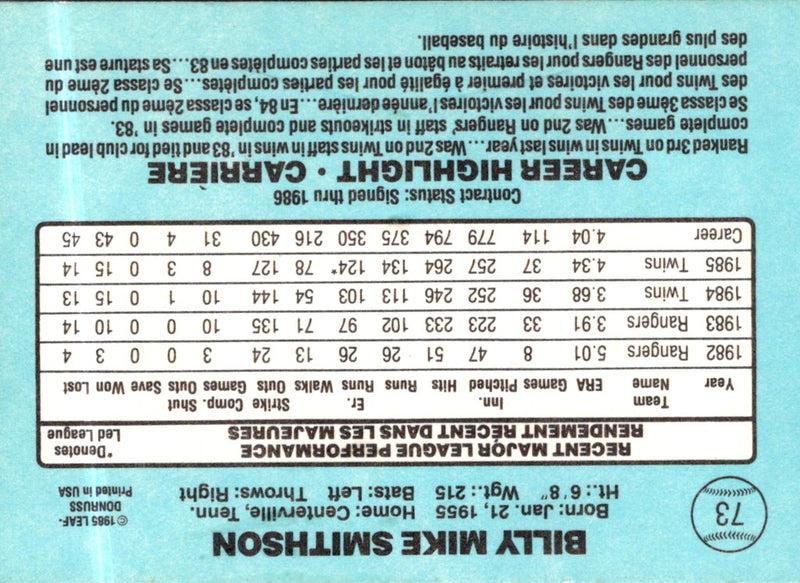 73
BILLY MIKE SMITHSON
Born: Jan. 21, 1955 Home: Centerville, Tenn.
Ht.: 6'8" Wgt.: 215 Bats: Left Throws: Right
© 1985 LEAF-
DONRUSS
Printed in USA
RECENT MAJOR LEAGUE PERFORMANCE
RENDEMENT RÉCENT DANS LES MAJEURES
*Denotes
Led League
Team Inn. Er. Strike Comp. Shut
Year Name ERA Games Pitched Hits Runs Runs Walks Outs Games Outs Save Won Lost
1982 Rangers 5.01 8 47 51 26 26 13 24 3 0 0 3 4
1983 Rangers 3.91 33 223 233 102 97 71 135 10 0 0 10 14
1984 Twins 3.68 36 252 246 113 103 54 144 10 1 0 15 13
1985 Twins 4.34 37 257 264 134 124* 78 127 8 3 0 15 14
Career 4.04 114 779 794 375 350 216 430 31 4 0 43 45
Contract Status: Signed thru 1986
CAREER HIGHLIGHT • CARRIÈRE
Ranked 3rd on Twins in wins last year...Was 2nd on Twins staff in wins in '83 and tied for club lead in
complete games...Was 2nd on Rangers' staff in strikeouts and complete games in '83.
Se classa 3ème des Twins pour les victoires l'année dernière...En 84, se classa 2ème du personnel
des Twins pour les victoires et premier à égalité pour les parties complètes...Se classa 2ème du
personnel des Rangers pour les retraits au bâton et les parties complètes en 83...Sa stature est une
des plus grandes dans l'histoire du baseball.